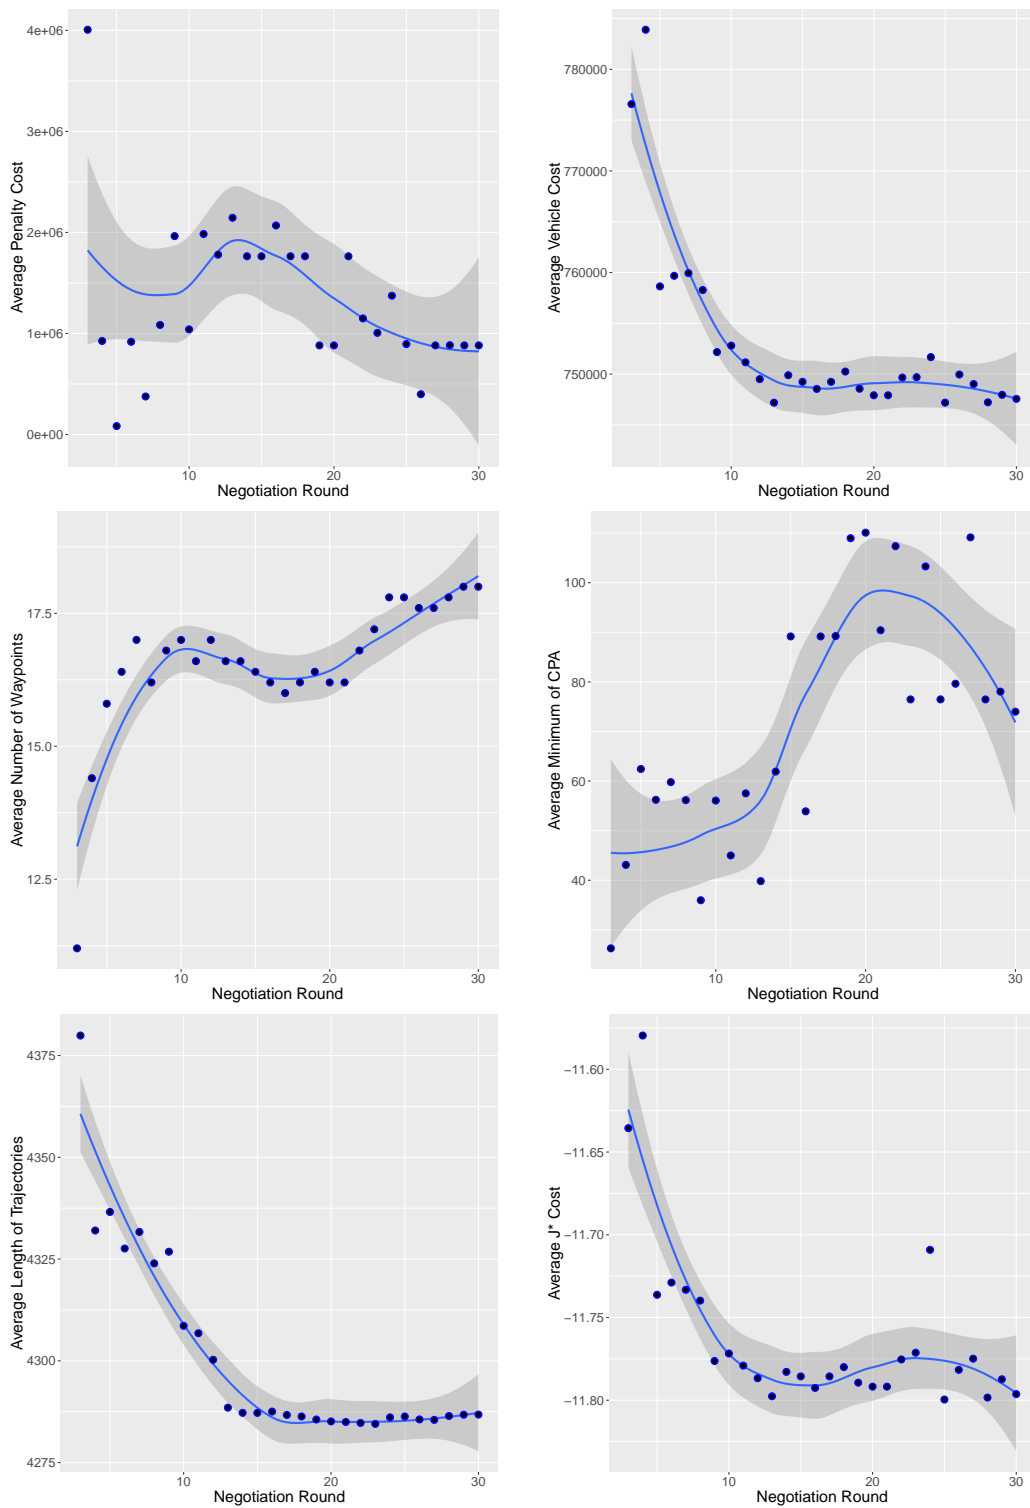 Average Penalty Cost
4e+06
3e+06
2e+06
1e+06
0e+00
10
20
30
Negotiation Round
Average Vehicle Cost
780000
770000
760000
750000
10
20
30
Negotiation Round
Average Number of Waypoints
17.5
15.0
12.5
10
20
30
Negotiation Round
Average Minimum of CPA
100
80
60
40
10
20
30
Negotiation Round
Average Length of Trajectories
4375
4350
4325
4300
4275
10
20
30
Negotiation Round
Average J* Cost
−11.60
−11.65
−11.70
−11.75
−11.80
10
20
30
Negotiation Round